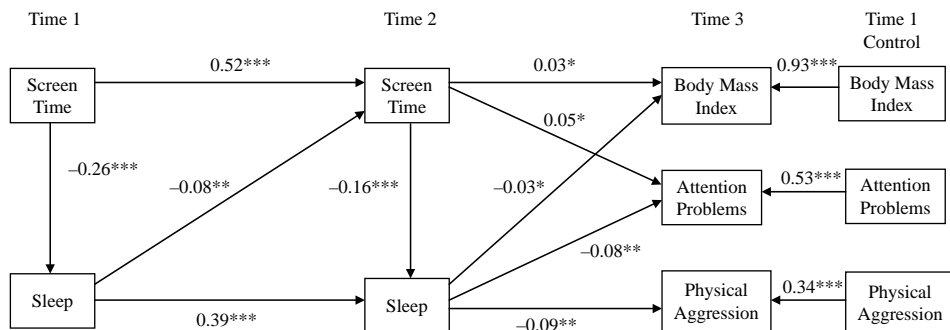 Time 1
Time 2
Time 3
Time 1
Control
0.52***
0.03*
0.93***
Screen
Time
Screen
Time
Body Mass
Index
Body Mass
Index
0.05*
–0.26***
–0.08**
–0.16***
–0.03*
Attention
Problems
0.53***
Attention
Problems
–0.08**
Sleep
Sleep
Physical
Aggression
0.34***
Physical
Aggression
0.39***
–0.09**